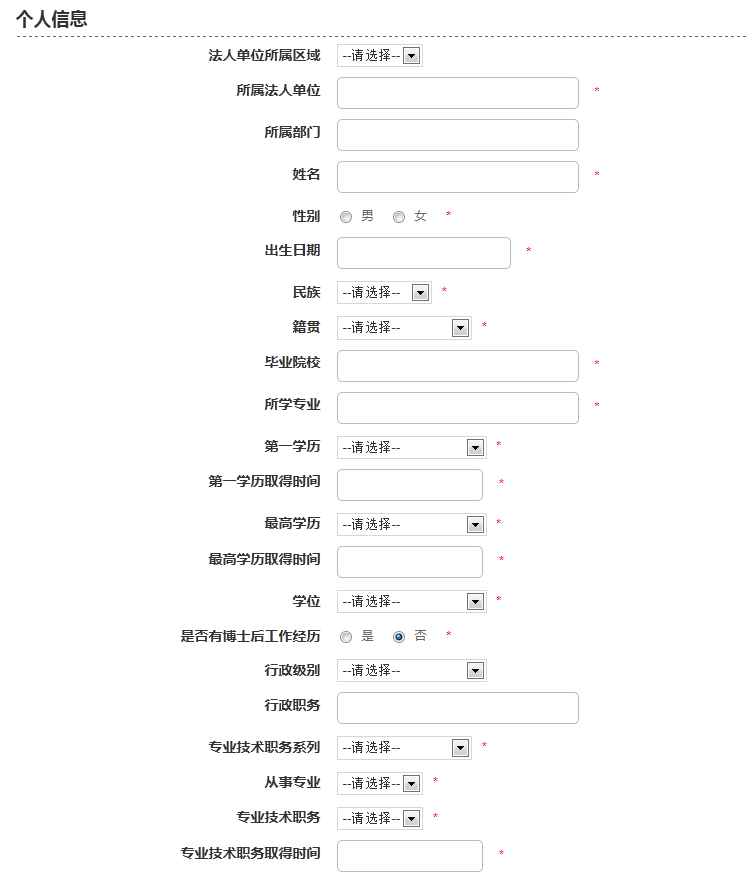 个人信息
法人单位所属区域 --请选择--
所属法人单位 *
所属部门
姓名 *
性别 男 女 *
出生日期 *
民族 --请选择-- *
籍贯 --请选择-- *
毕业院校 *
所学专业 *
第一学历 --请选择-- *
第一学历取得时间 *
最高学历 --请选择-- *
最高学历取得时间 *
学位 --请选择-- *
是否有博士后工作经历 是 否 *
行政级别 --请选择--
行政职务
专业技术职务系列 --请选择-- *
从事专业 --请选择-- *
专业技术职务 --请选择-- *
专业技术职务取得时间 *